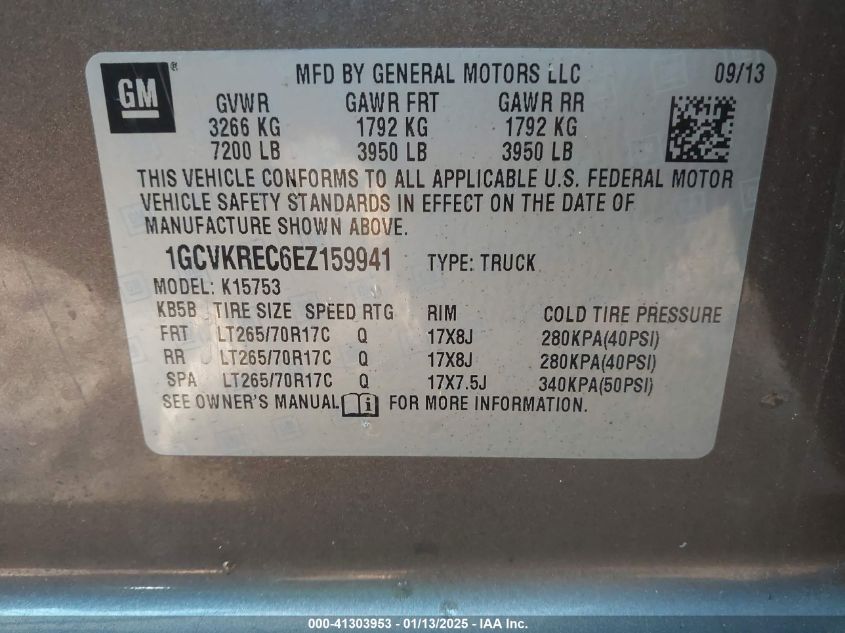 GM® MFD BY GENERAL MOTORS LLC 09/13
GVWR GAWR FRT GAWR RR
3266 KG 1792 KG 1792 KG
7200 LB 3950 LB 3950 LB
THIS VEHICLE CONFORMS TO ALL APPLICABLE U.S. FEDERAL MOTOR
VEHICLE SAFETY STANDARDS IN EFFECT ON THE DATE OF
MANUFACTURE SHOWN ABOVE.
1GCVKREC6EZ159941 TYPE: TRUCK
MODEL: K15753
KB5B TIRE SIZE SPEED RTG RIM COLD TIRE PRESSURE
FRT LT265/70R17C Q 17X8J 280KPA(40PSI)
RR LT265/70R17C Q 17X8J 280KPA(40PSI)
SPA LT265/70R17C Q 17X7.5J 340KPA(50PSI)
SEE OWNER'S MANUAL i FOR MORE INFORMATION.
000-41303953 - 01/13/2025 - IAA Inc.